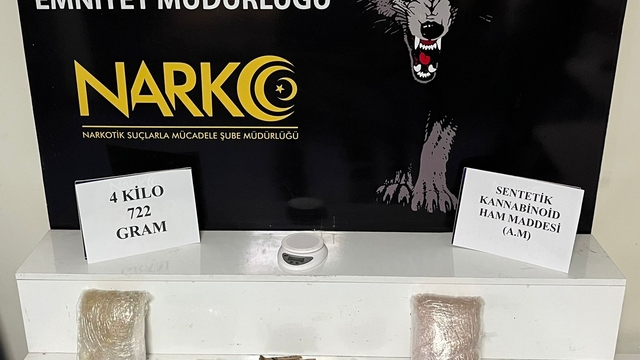 EMNİYET MÜDÜRLÜĞÜ
NARKO
NARKOTİK SUÇLARLA MÜCADELE ŞUBE MÜDÜRLÜĞÜ
4 KİLO
722
GRAM
SENTETİK
KANNABİNOİD
HAM MADDESİ
(A.M)